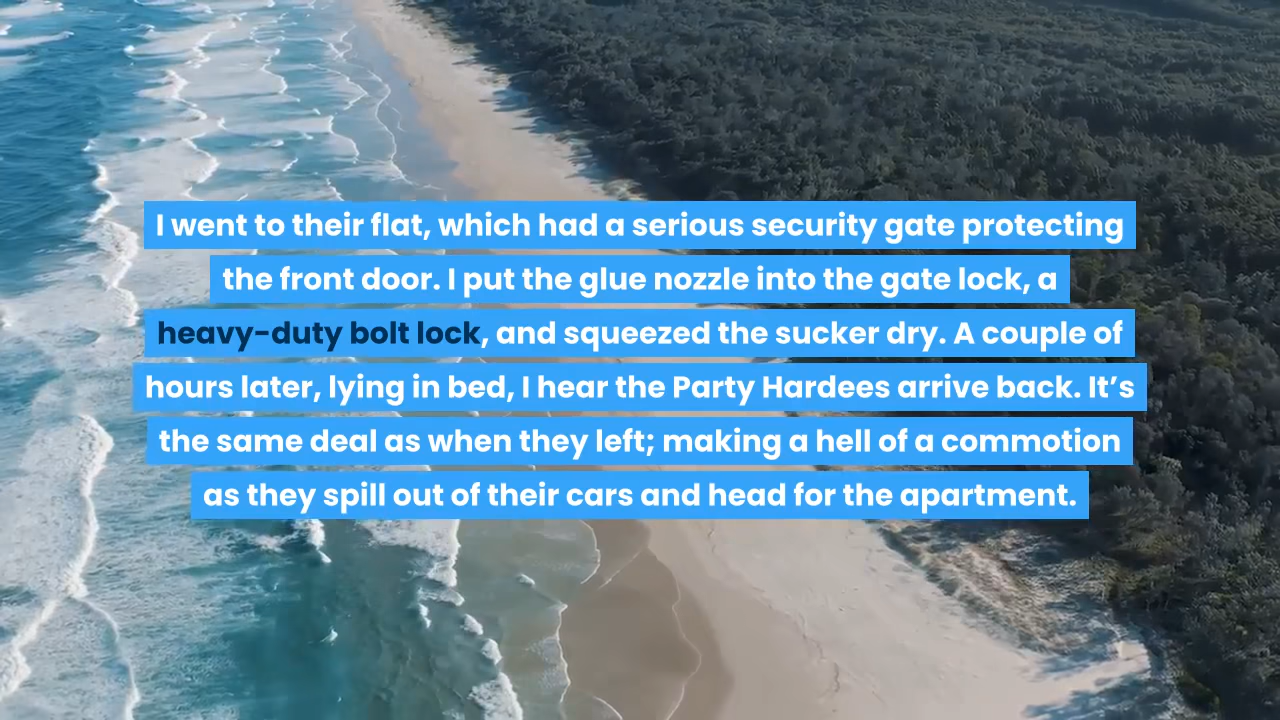 I went to their flat, which had a serious security gate protecting
the front door. I put the glue nozzle into the gate lock, a
heavy-duty bolt lock, and squeezed the sucker dry. A couple of
hours later, lying in bed, I hear the Party Hardees arrive back. It’s
the same deal as when they left; making a hell of a commotion
as they spill out of their cars and head for the apartment.